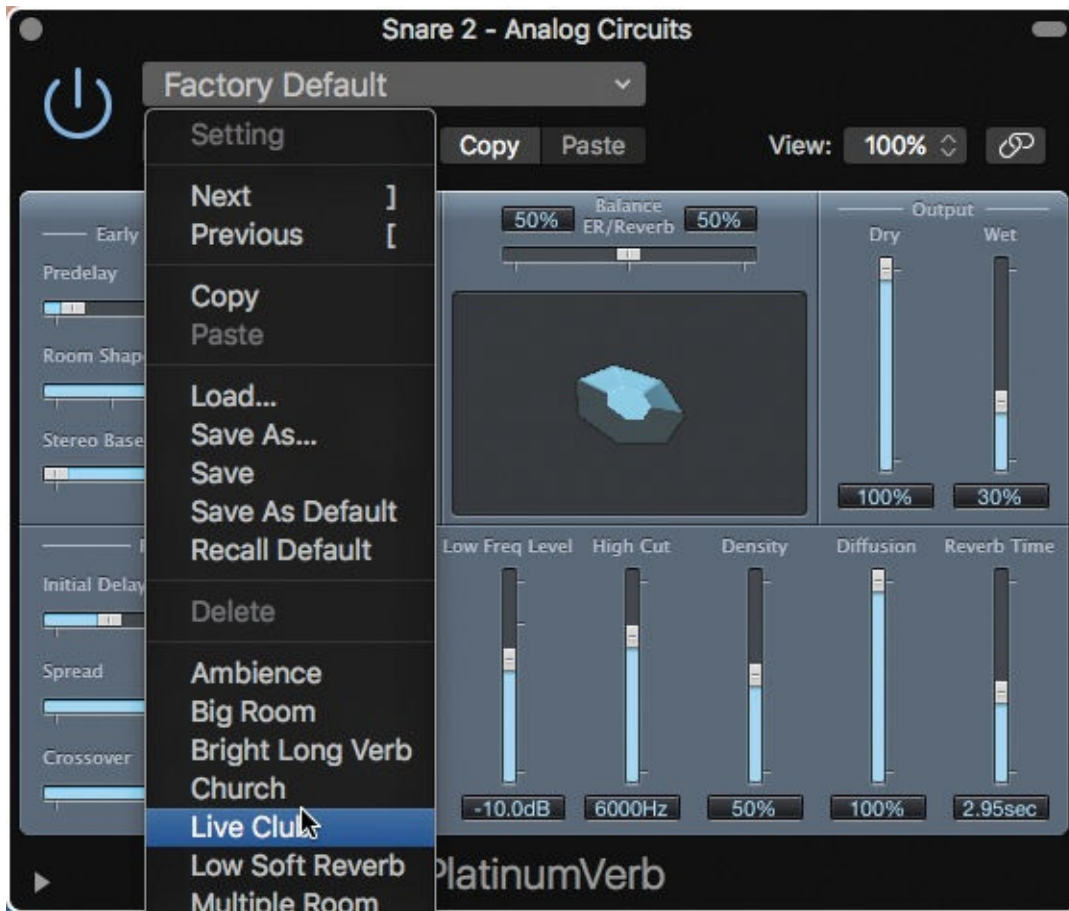 Snare 2 - Analog Circuits
Factory Default
Copy Paste View: 100%
Setting
Next ]
Previous [
Copy
Paste
Load...
Save As...
Save
Save As Default
Recall Default
Delete
Ambience
Big Room
Bright Long Verb
Church
Live Club
Low Soft Reverb
Multiple Room
Early
Predelay
Room Shap
Stereo Base
Balance
50% ER/Reverb 50%
Output
Dry Wet
100% 30%
Initial Delay
Spread
Crossover
Low Freq Level High Cut Density Diffusion Reverb Time
-10.0dB 6000Hz 50% 100% 2.95sec
PlatinumVerb